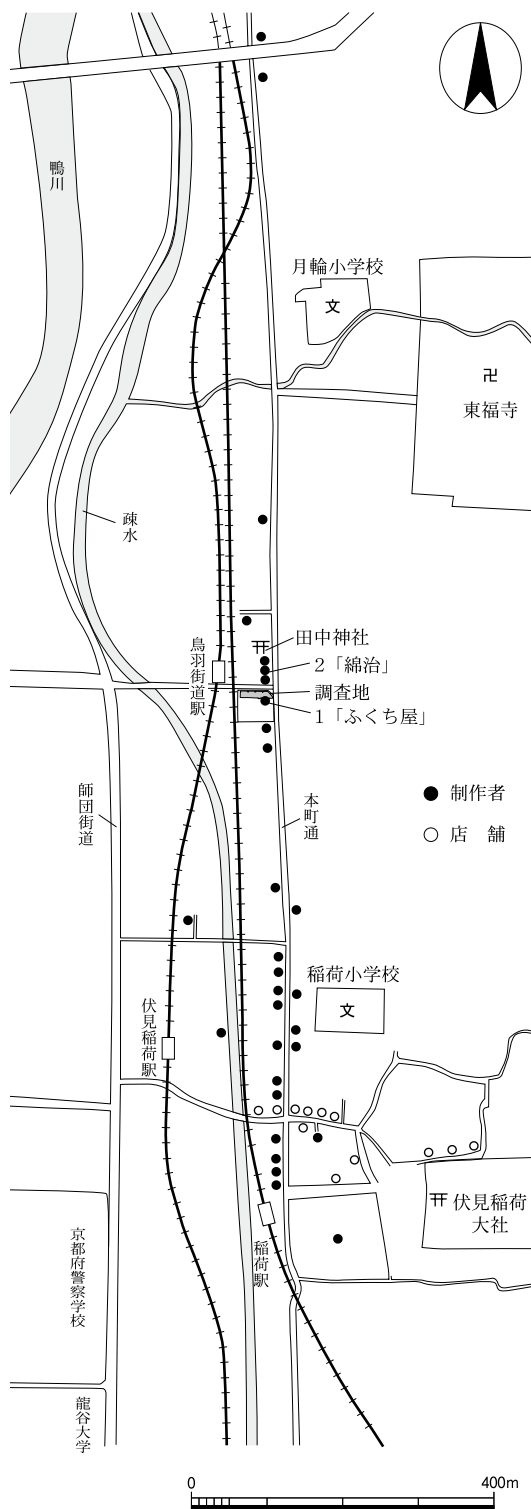 鴨川
月輪小学校
文
卍
東福寺
疏水
鳥羽街道駅
田中神社
2「綿治」
調査地
1「ふくち屋」
師団街道
本町通
制作者
店 舗
稲荷小学校
文
伏見稲荷駅
伏見稲荷
大社
稲荷駅
京都府警察学校
龍谷大学
0
400m